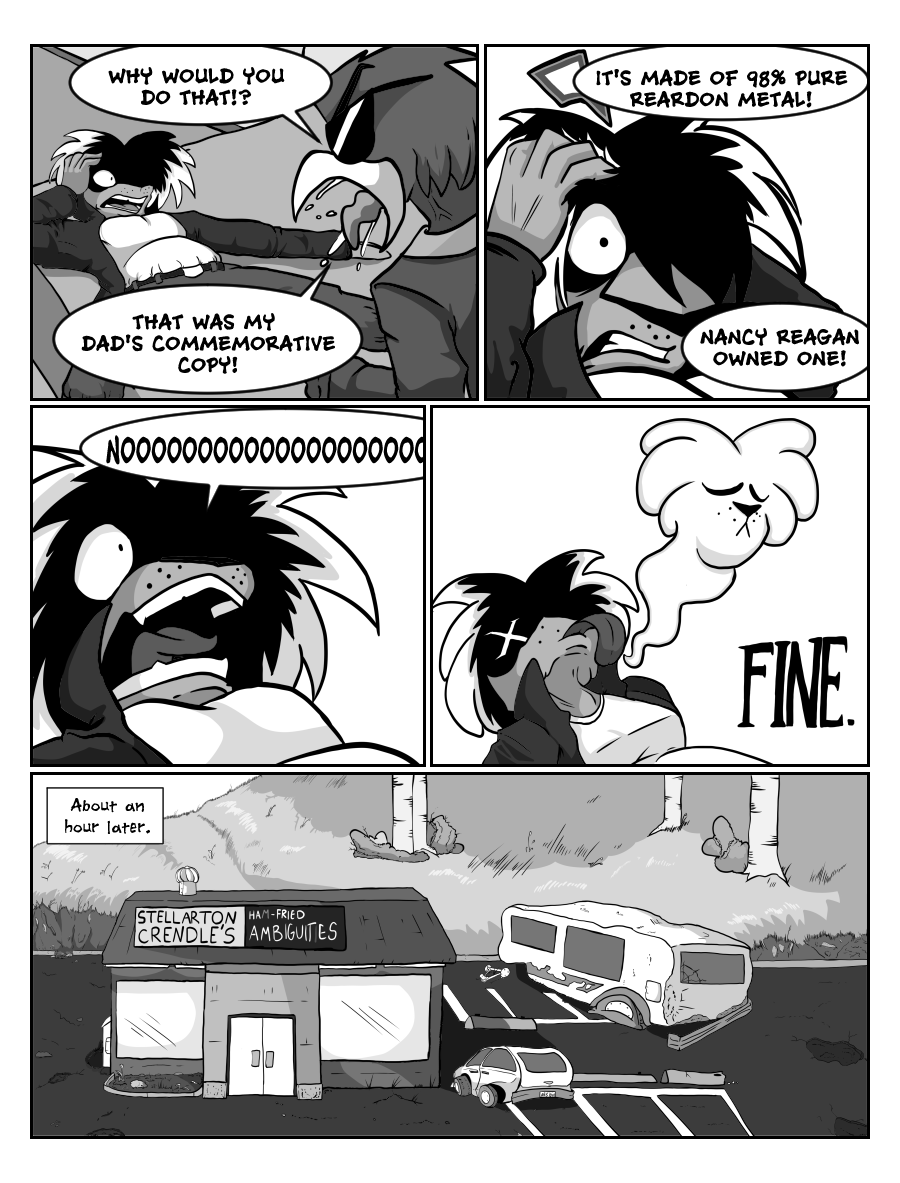 WHY WOULD YOU
DO THAT!?
THAT WAS MY
DAD'S COMMEMORATIVE
COPY!
IT'S MADE OF 98% PURE
REARDON METAL!
NANCY REAGAN
OWNED ONE!
NOOOOOOOOOOOOOOOOOOOOO
FINE.
About an
hour later.
STELLARTON
CRENDLE'S
HAM-FRIED
AMBIGUITIES